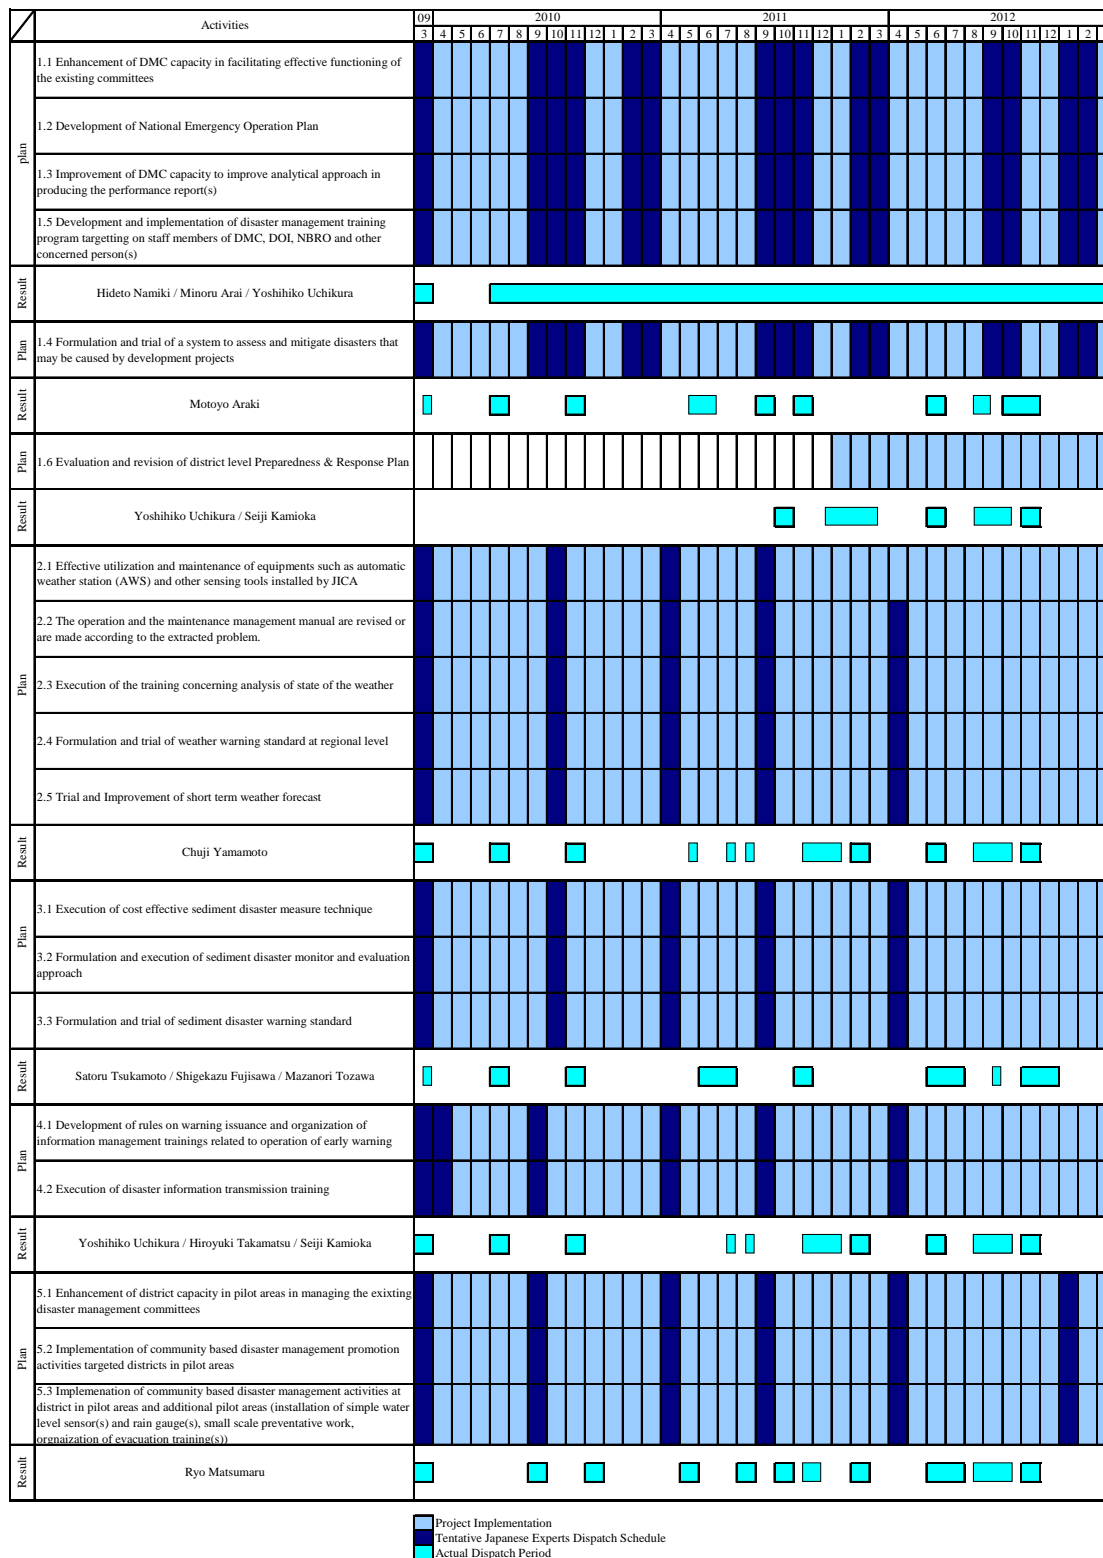 Activities
09
2010
2011
2012
3 4 5 6 7 8 9 10 11 12 1 2 3 4 5 6 7 8 9 10 11 12 1 2 3 4 5 6 7 8 9 10 11 12 1 2
plan
1.1 Enhancement of DMC capacity in facilitating effective functioning of
the existing committees
1.2 Development of National Emergency Operation Plan
1.3 Improvement of DMC capacity to improve analytical approach in
producing the performance report(s)
1.5 Development and implementation of disaster management training
program targetting on staff members of DMC, DOI, NBRO and other
concerned person(s)
Result
Hideto Namiki / Minoru Arai / Yoshihiko Uchikura
Plan
1.4 Formulation and trial of a system to assess and mitigate disasters that
may be caused by development projects
Result
Motoyo Araki
Plan
1.6 Evaluation and revision of district level Preparedness & Response Plan
Result
Yoshihiko Uchikura / Seiji Kamioka
Plan
2.1 Effective utilization and maintenance of equipments such as automatic
weather station (AWS) and other sensing tools installed by JICA
2.2 The operation and the maintenance management manual are revised or
are made according to the extracted problem.
2.3 Execution of the training concerning analysis of state of the weather
2.4 Formulation and trial of weather warning standard at regional level
2.5 Trial and Improvement of short term weather forecast
Result
Chuji Yamamoto
Plan
3.1 Execution of cost effective sediment disaster measure technique
3.2 Formulation and execution of sediment disaster monitor and evaluation
approach
3.3 Formulation and trial of sediment disaster warning standard
Result
Satoru Tsukamoto / Shigekazu Fujisawa / Mazanori Tozawa
Plan
4.1 Development of rules on warning issuance and organization of
information management trainings related to operation of early warning
4.2 Execution of disaster information transmission training
Result
Yoshihiko Uchikura / Hiroyuki Takamatsu / Seiji Kamioka
Plan
5.1 Enhancement of district capacity in pilot areas in managing the exixting
disaster management committees
5.2 Implementation of community based disaster management promotion
activities targeted districts in pilot areas
5.3 Implemenation of community based disaster management activities at
district in pilot areas and additional pilot areas (installation of simple water
level sensor(s) and rain gauge(s), small scale preventative work,
orgnaization of evacuation training(s))
Result
Ryo Matsumaru
Project Implementation
Tentative Japanese Experts Dispatch Schedule
Actual Dispatch Period